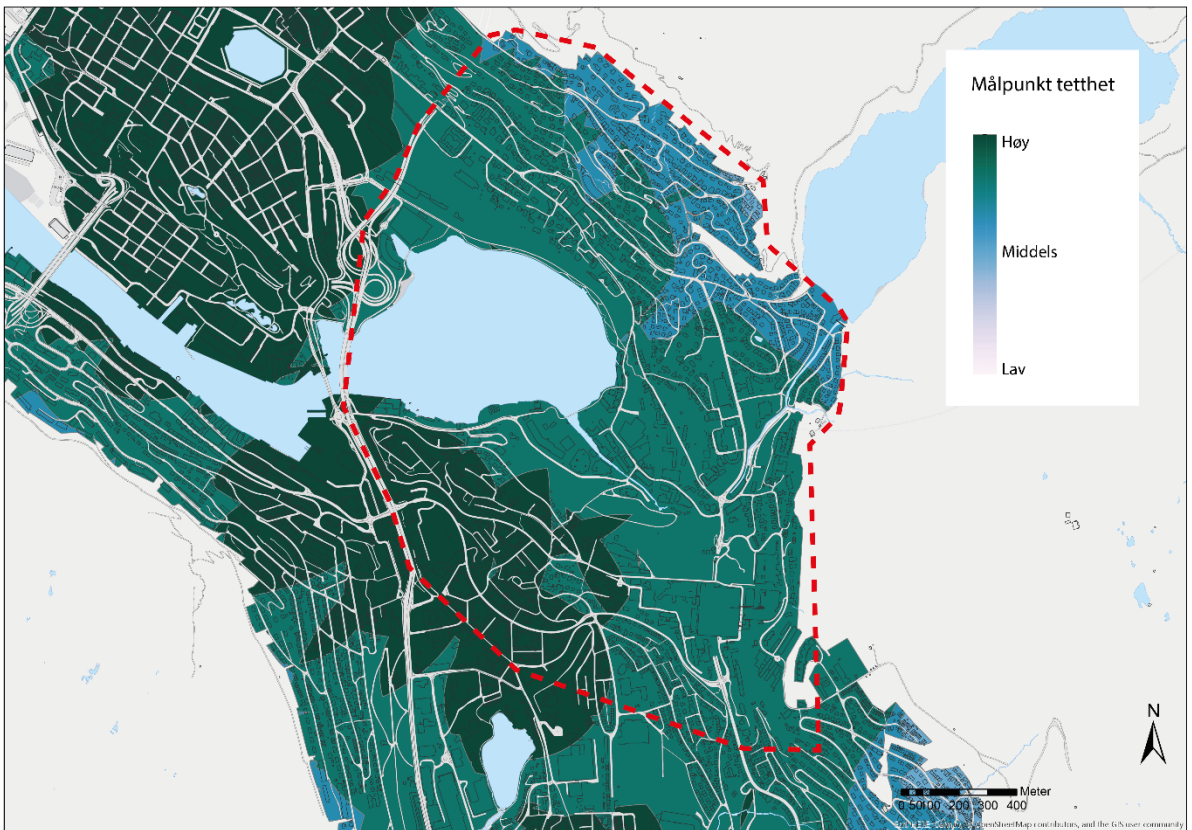 Målpunkt tetthet
Høy
Middels
Lav
N
Meter
0 50100 200 300 400
OpenStreetMap contributors, and the GIS user community